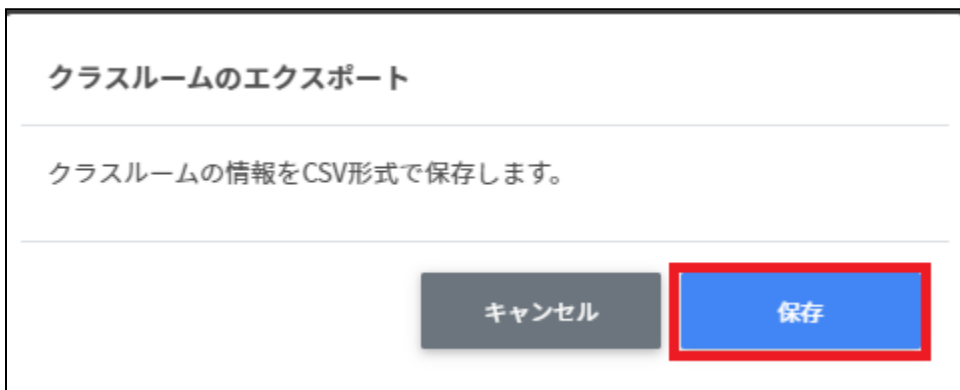 クラスルームのエクスポート
クラスルームの情報をCSV形式で保存します。
キャンセル
保存